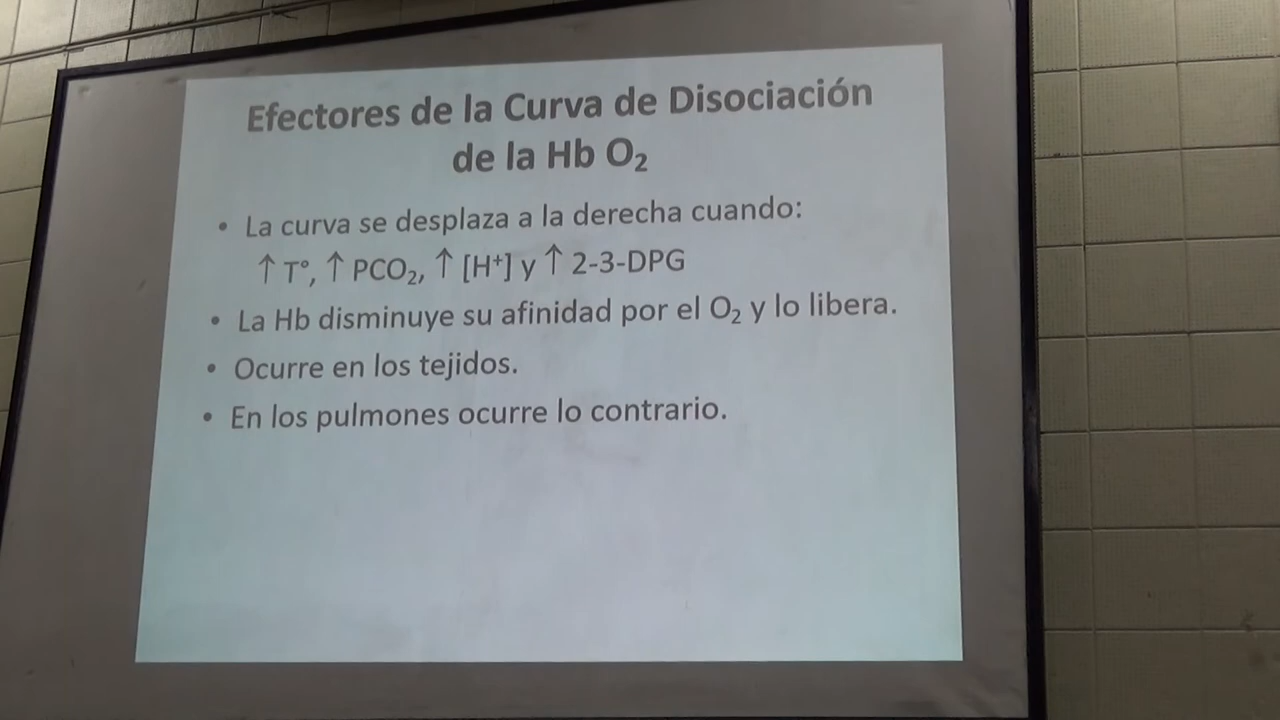 Efectores de la Curva de Disociación
de la Hb O₂
• La curva se desplaza a la derecha cuando:
↑ T°, ↑ PCO₂, ↑ [H⁺] y ↑ 2-3-DPG
• La Hb disminuye su afinidad por el O₂ y lo libera.
• Ocurre en los tejidos.
• En los pulmones ocurre lo contrario.